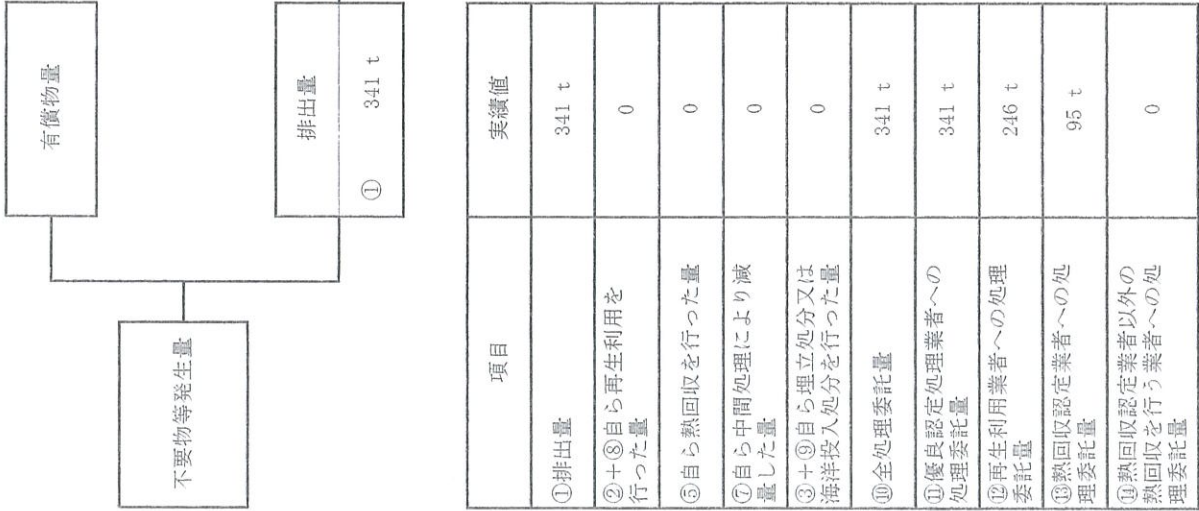 有償物量
不要物等発生量
排出量
① 341 t
項目 実績値
①排出量 341 t
②+⑧自ら再生利用を
行った量 0
⑤自ら熱回収を行った量 0
⑦自ら中間処理により減
量した量 0
③+⑨自ら埋立処分又は
海洋投入処分を行った量 0
⑩全処理委託量 341 t
⑪優良認定処理業者への
処理委託量 341 t
⑫再生利用業者への処理
委託量 246 t
⑬熱回収認定業者への処
理委託量 95 t
⑭熱回収認定業者以外の
熱回収を行う業者への処
理委託量 0